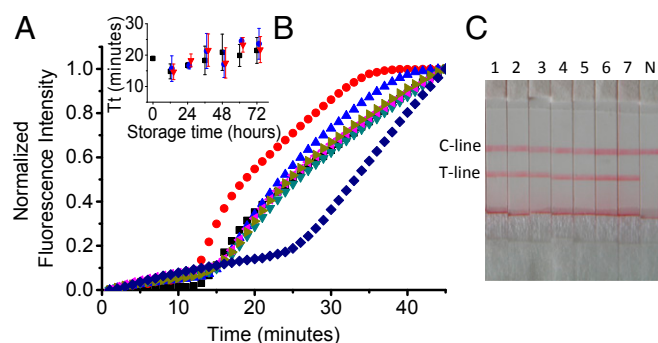 A
B
C
30
20
10
0
Tt (minutes)
0 24 48 72
Storage time (hours)
1.0
0.8
0.6
0.4
0.2
0.0
Normalized
Fluorescence Intensity
0 10 20 30 40
Time (minutes)
1 2 3 4 5 6 7 N
C-line
T-line